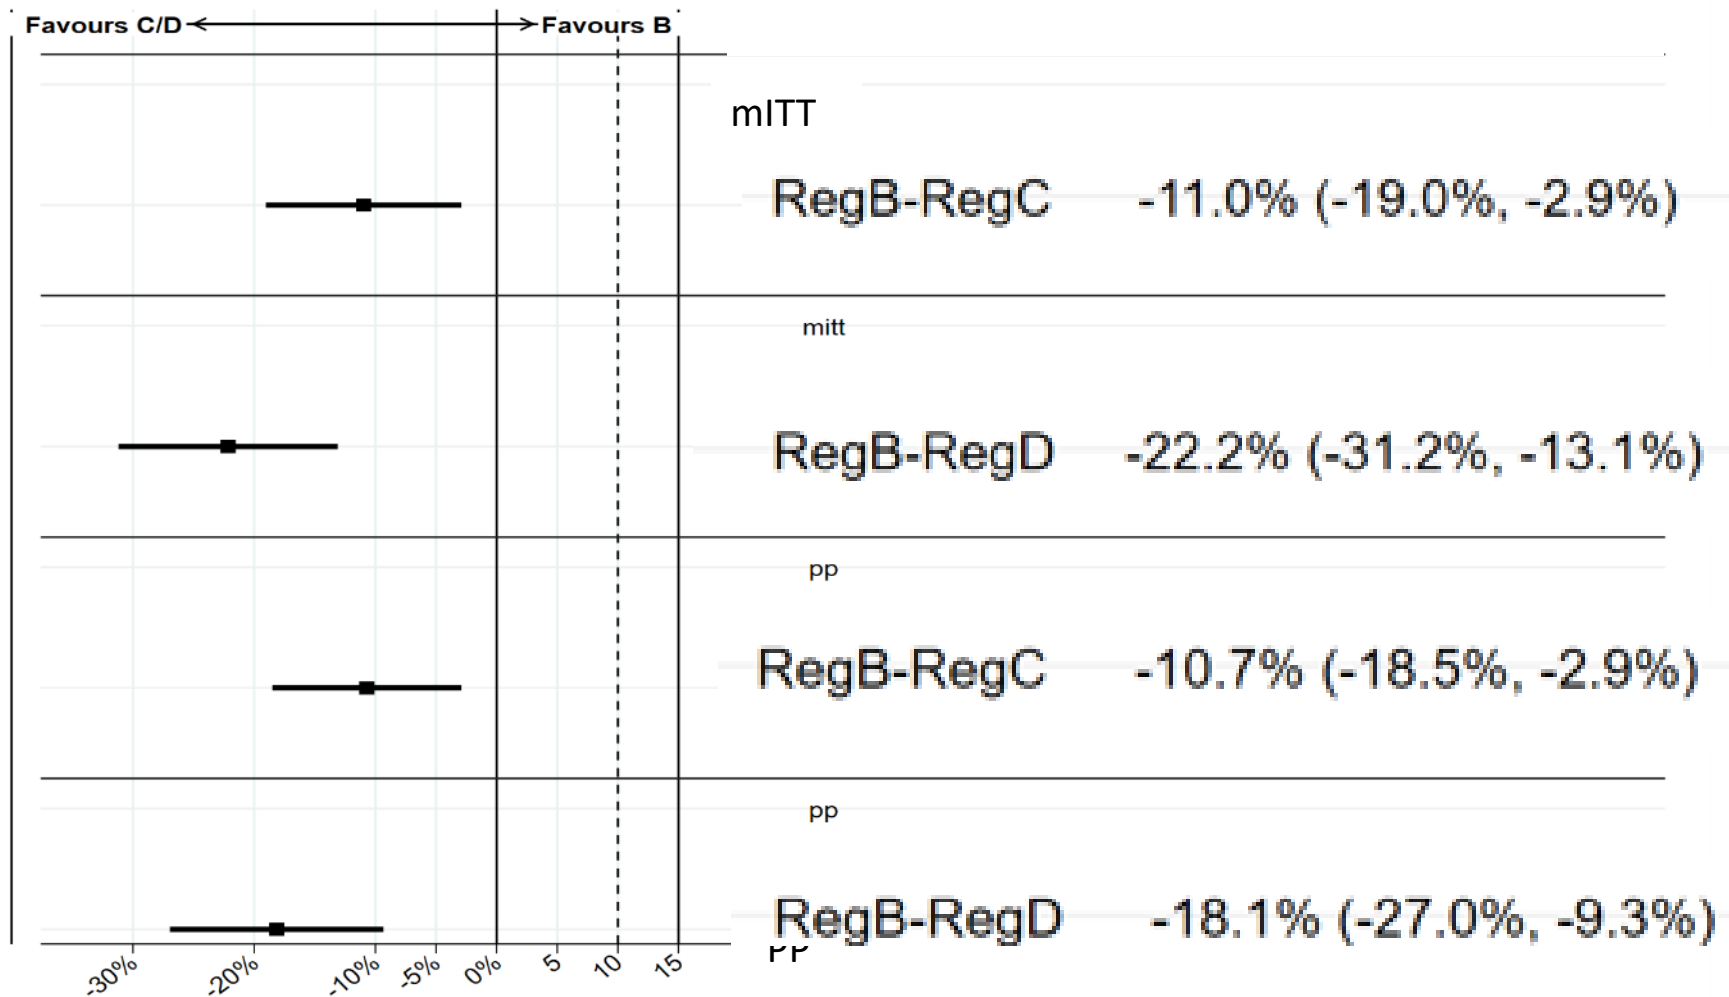 Favours C/D Favours B
mITT
RegB-RegC -11.0% (-19.0%, -2.9%)
mitt
RegB-RegD -22.2% (-31.2%, -13.1%)
pp
RegB-RegC -10.7% (-18.5%, -2.9%)
pp
RegB-RegD -18.1% (-27.0%, -9.3%)
PP
-30% -20% -10% -5% 0% 5 10 15